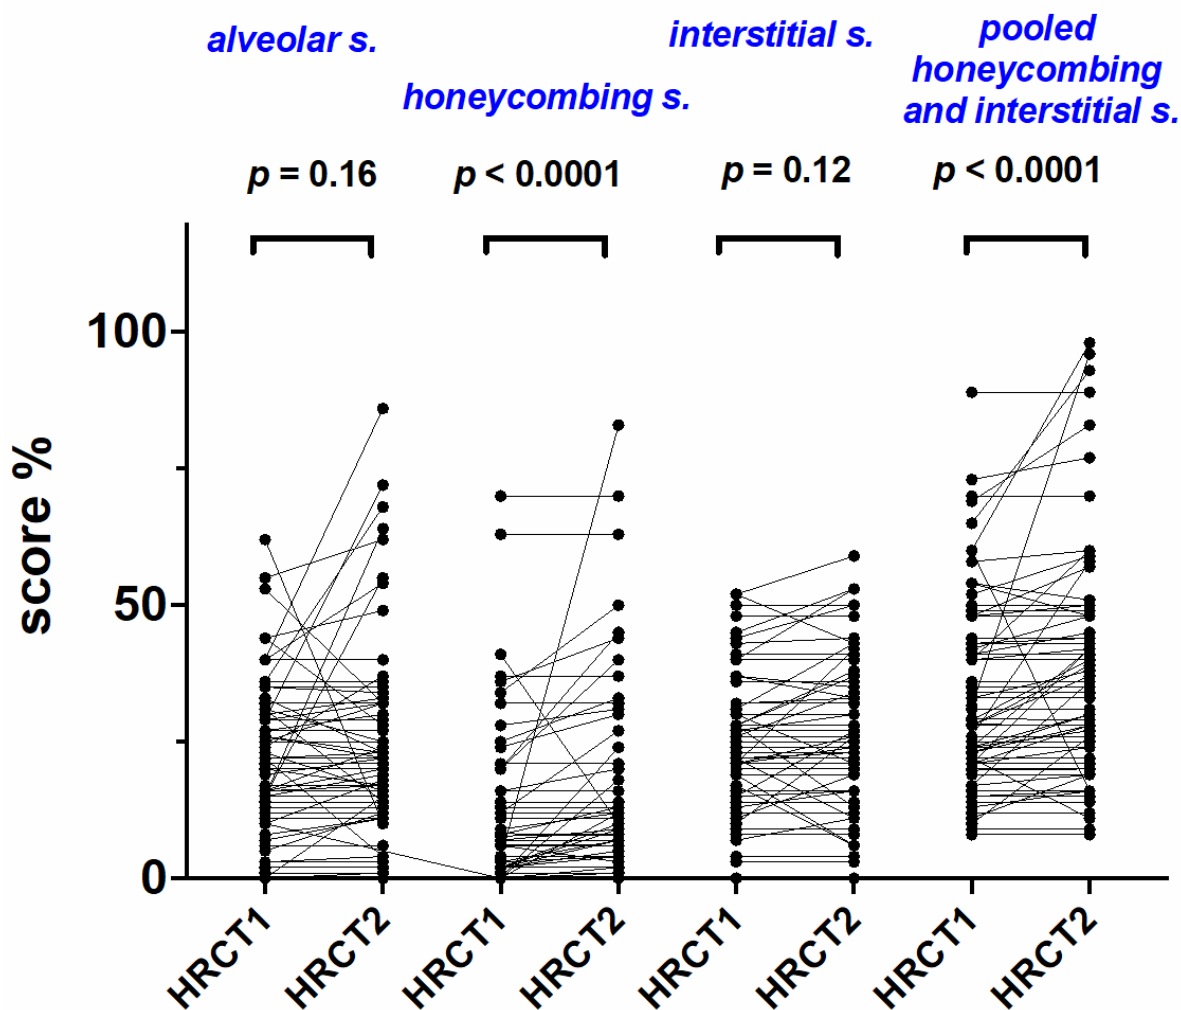 alveolar s.
honeycombing s.
interstitial s.
pooled
honeycombing
and interstitial s.
p = 0.16
p < 0.0001
p = 0.12
p < 0.0001
score %
100
50
0
HRCT1
HRCT2
HRCT1
HRCT2
HRCT1
HRCT2
HRCT1
HRCT2